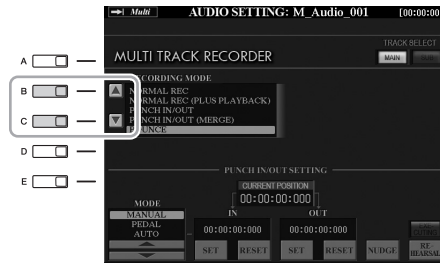 Multi AUDIO SETTING: M_Audio_001 [00:00:00
TRACK SELECT
MULTI TRACK RECORDER
MAIN
A
RECORDING MODE
B
NORMAL REC
NORMAL REC (PLUS PLAYBACK)
PUNCH IN/OUT
C
PUNCH IN/OUT (MERGE)
BOUNCE
D
E
PUNCH IN/OUT SETTING
CURRENT POSITION
00:00:00:000
MODE IN OUT
MANUAL
PEDAL
AUTO
00:00:00:000 00:00:00:000
SET RESET SET RESET NUDGE RE-
HEARSAL